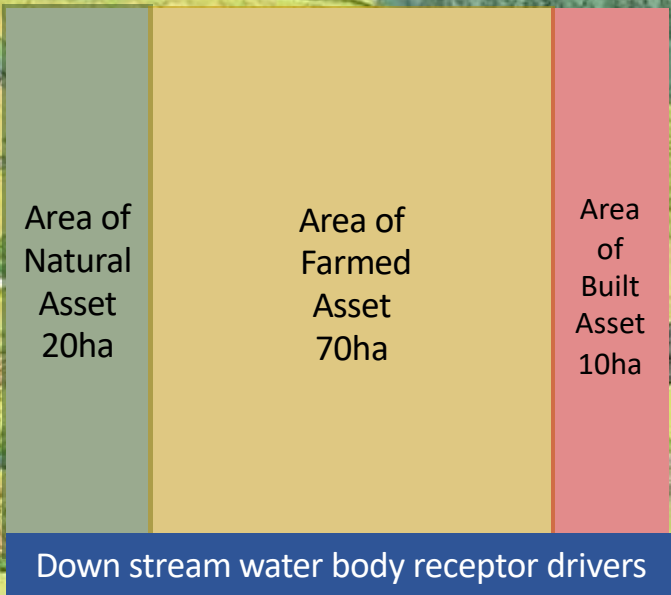 Area of
Natural
Asset
20ha
Area of
Farmed
Asset
70ha
Area
of
Built
Asset
10ha
Down stream water body receptor drivers